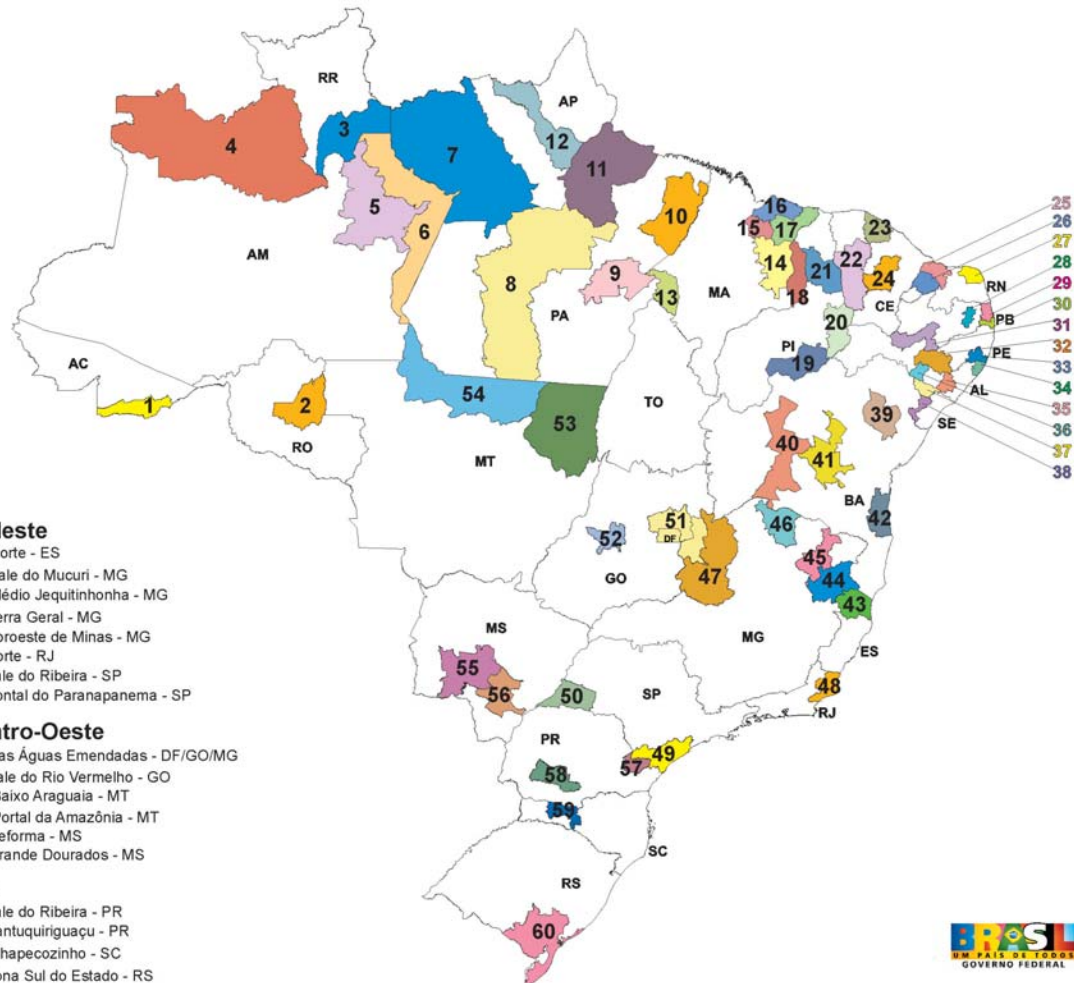 RR
AP
4
3
7
12
11
5
6
10
16
15
17
23
25
26
27
28
29
30
31
32
33
34
35
36
37
38
AM
8
9
13
14
18
21
22
24
MA
CE
RN
PB
PE
AL
SE
PA
20
PI
19
AC
1
2
RO
54
53
TO
39
40
41
MT
BA
42
52
51
DF
46
GO
47
45
44
43
MS
MG
ES
55
56
50
SP
48
RJ
PR
49
57
58
59
SC
RS
60
orte - ES
ale do Mucuri - MG
Médio Jequitinhonha - MG
erra Geral - MG
oroeste de Minas - MG
orte - RJ
ale do Ribeira - SP
ontal do Paranapanema - SP
ntro-Oeste
as Águas Emendadas - DF/GO/MG
ale do Rio Vermelho - GO
Baixo Araguaia - MT
Portal da Amazônia - MT
eforma - MS
rande Dourados - MS
ale do Ribeira - PR
antuquiriguaçu - PR
hapecozinho - SC
ona Sul do Estado - RS
BRASIL
UM PAÍS DE TODOS
GOVERNO FEDERAL